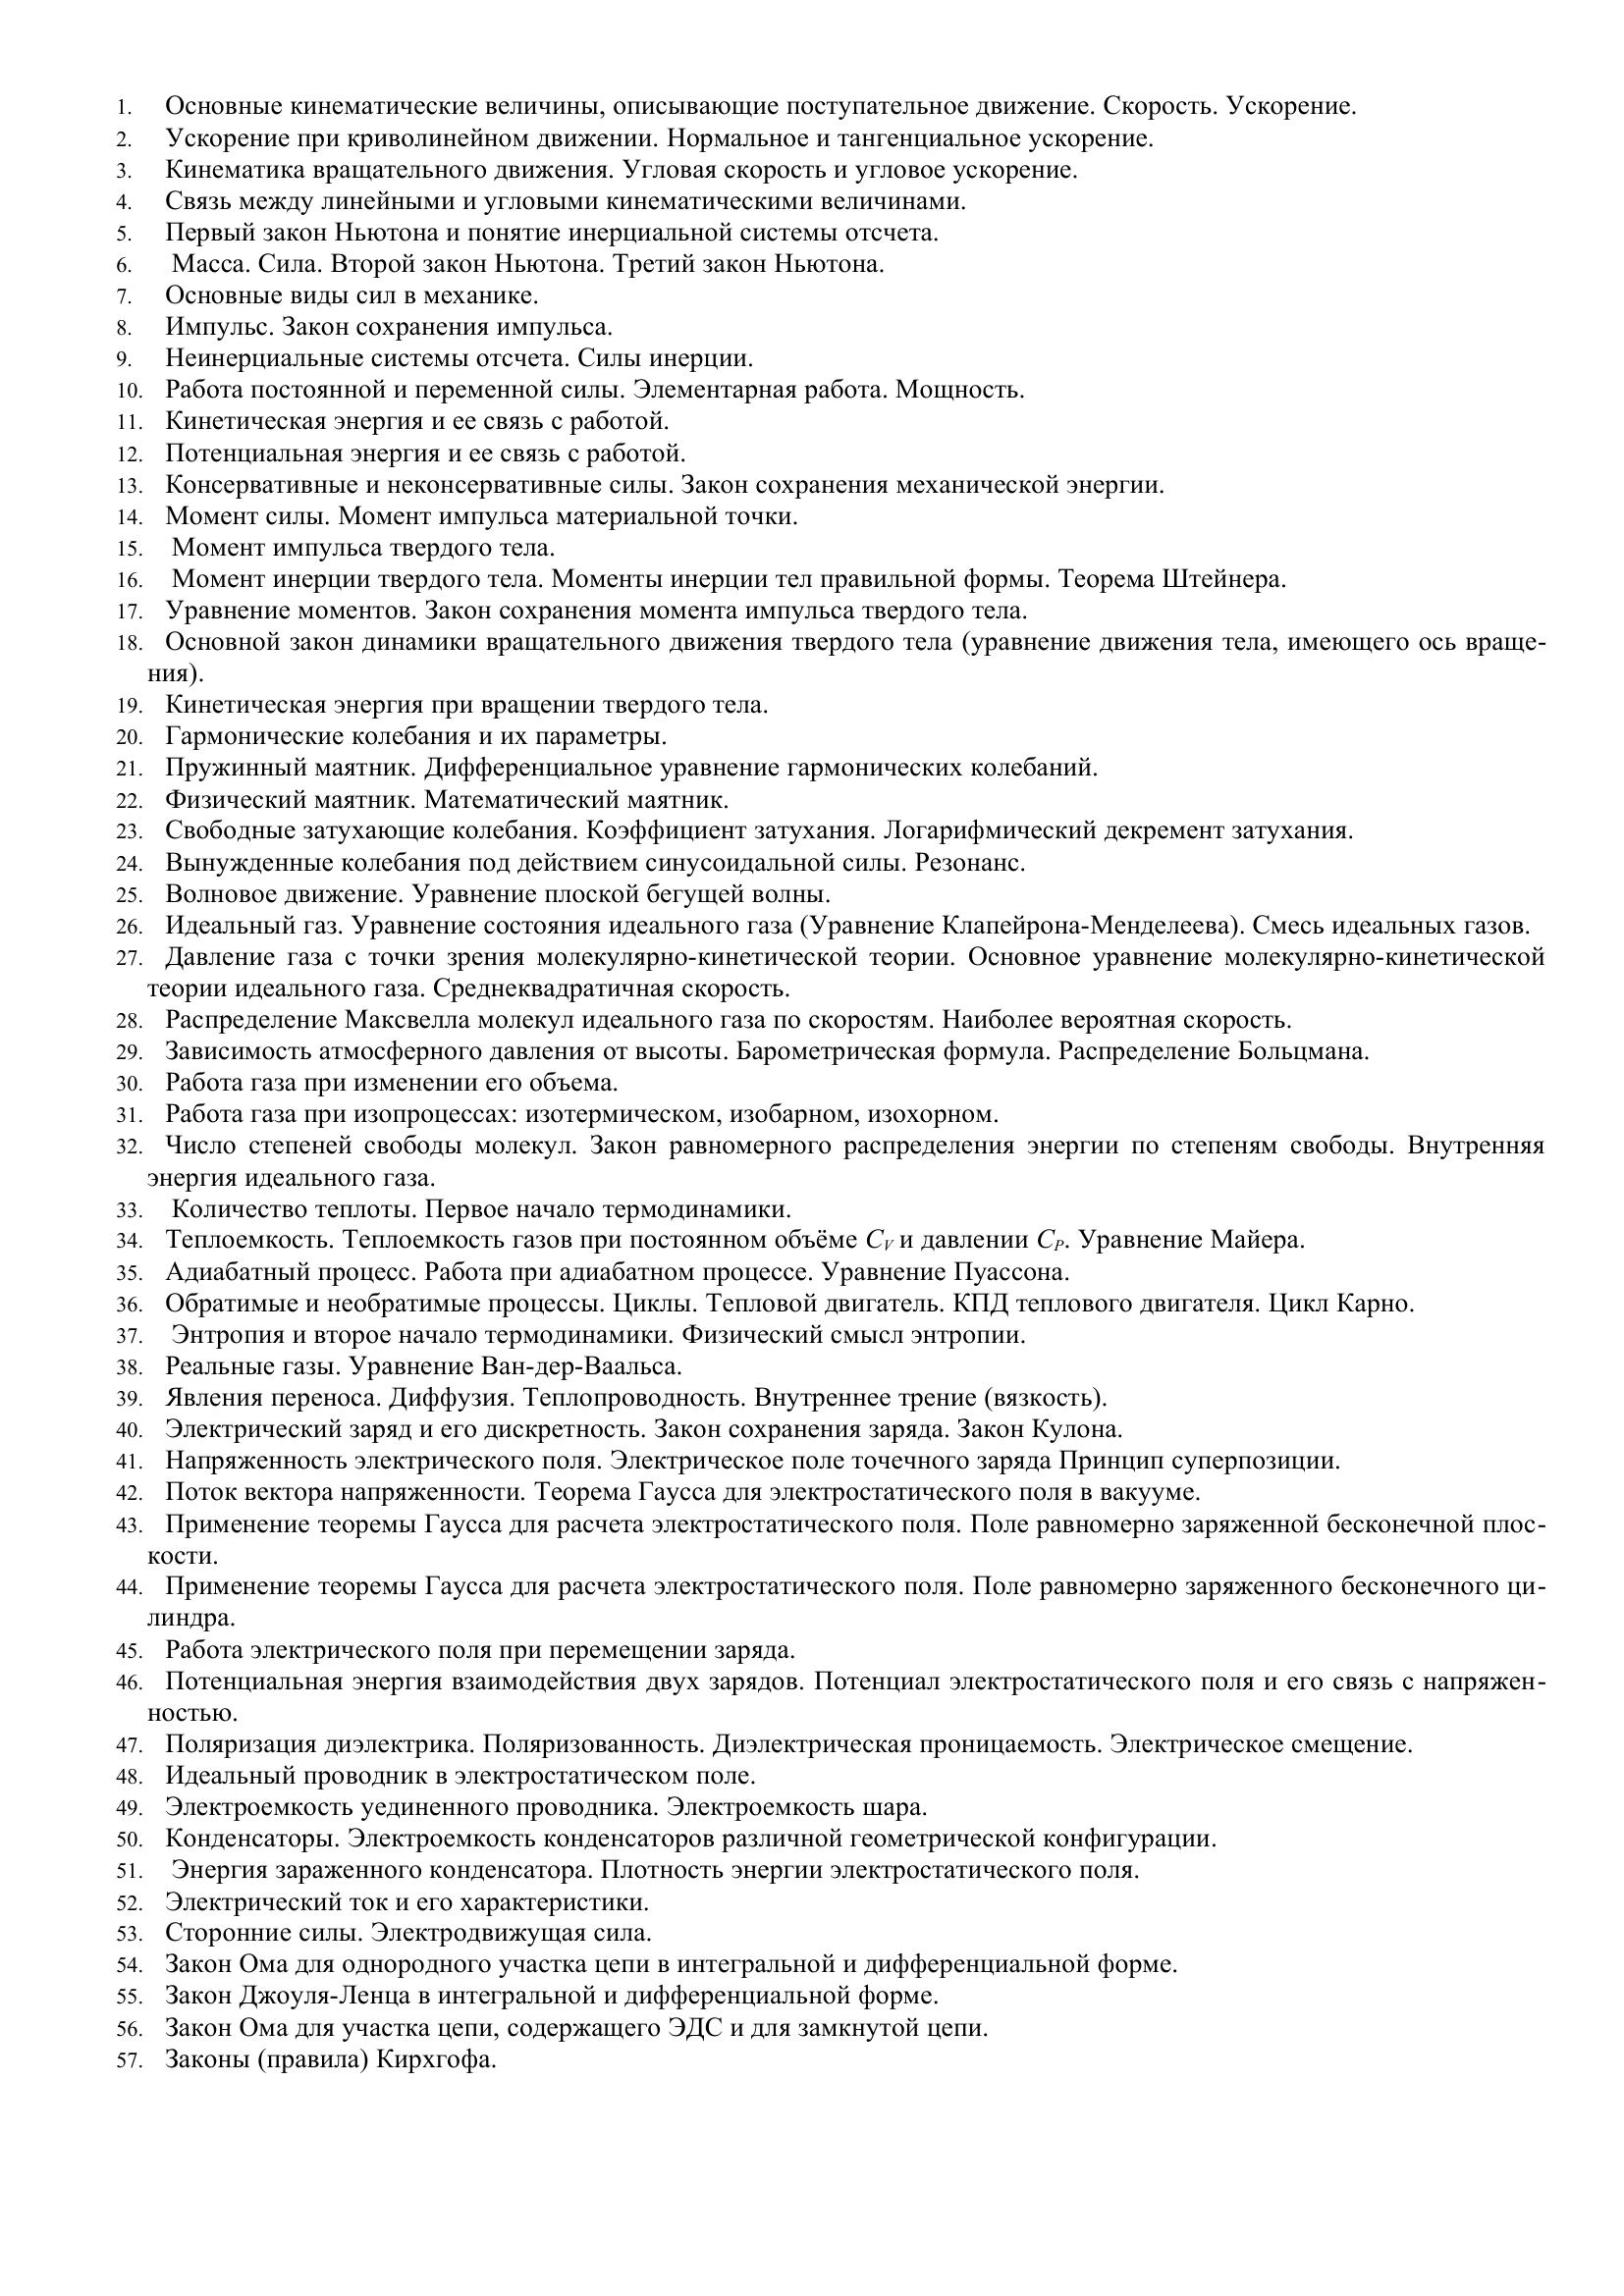 1. Основные кинематические величины, описывающие поступательное движение. Скорость. Ускорение.
2. Ускорение при криволинейном движении. Нормальное и тангенциальное ускорение.
3. Кинематика вращательного движения. Угловая скорость и угловое ускорение.
4. Связь между линейными и угловыми кинематическими величинами.
5. Первый закон Ньютона и понятие инерциальной системы отсчета.
6. Масса. Сила. Второй закон Ньютона. Третий закон Ньютона.
7. Основные виды сил в механике.
8. Импульс. Закон сохранения импульса.
9. Неинерциальные системы отсчета. Силы инерции.
10. Работа постоянной и переменной силы. Элементарная работа. Мощность.
11. Кинетическая энергия и ее связь с работой.
12. Потенциальная энергия и ее связь с работой.
13. Консервативные и неконсервативные силы. Закон сохранения механической энергии.
14. Момент силы. Момент импульса материальной точки.
15. Момент импульса твердого тела.
16. Момент инерции твердого тела. Моменты инерции тел правильной формы. Теорема Штейнера.
17. Уравнение моментов. Закон сохранения момента импульса твердого тела.
18. Основной закон динамики вращательного движения твердого тела (уравнение движения тела, имеющего ось враще-
ния).
19. Кинетическая энергия при вращении твердого тела.
20. Гармонические колебания и их параметры.
21. Пружинный маятник. Дифференциальное уравнение гармонических колебаний.
22. Физический маятник. Математический маятник.
23. Свободные затухающие колебания. Коэффициент затухания. Логарифмический декремент затухания.
24. Вынужденные колебания под действием синусоидальной силы. Резонанс.
25. Волновое движение. Уравнение плоской бегущей волны.
26. Идеальный газ. Уравнение состояния идеального газа (Уравнение Клапейрона-Менделеева). Смесь идеальных газов.
27. Давление газа с точки зрения молекулярно-кинетической теории. Основное уравнение молекулярно-кинетической
теории идеального газа. Среднеквадратичная скорость.
28. Распределение Максвелла молекул идеального газа по скоростям. Наиболее вероятная скорость.
29. Зависимость атмосферного давления от высоты. Барометрическая формула. Распределение Больцмана.
30. Работа газа при изменении его объема.
31. Работа газа при изопроцессах: изотермическом, изобарном, изохорном.
32. Число степеней свободы молекул. Закон равномерного распределения энергии по степеням свободы. Внутренняя
энергия идеального газа.
33. Количество теплоты. Первое начало термодинамики.
34. Теплоемкость. Теплоемкость газов при постоянном объёме C_V и давлении C_P. Уравнение Майера.
35. Адиабатный процесс. Работа при адиабатном процессе. Уравнение Пуассона.
36. Обратимые и необратимые процессы. Циклы. Тепловой двигатель. КПД теплового двигателя. Цикл Карно.
37. Энтропия и второе начало термодинамики. Физический смысл энтропии.
38. Реальные газы. Уравнение Ван-дер-Ваальса.
39. Явления переноса. Диффузия. Теплопроводность. Внутреннее трение (вязкость).
40. Электрический заряд и его дискретность. Закон сохранения заряда. Закон Кулона.
41. Напряженность электрического поля. Электрическое поле точечного заряда Принцип суперпозиции.
42. Поток вектора напряженности. Теорема Гаусса для электростатического поля в вакууме.
43. Применение теоремы Гаусса для расчета электростатического поля. Поле равномерно заряженной бесконечной плос-
кости.
44. Применение теоремы Гаусса для расчета электростатического поля. Поле равномерно заряженного бесконечного ци-
линдра.
45. Работа электрического поля при перемещении заряда.
46. Потенциальная энергия взаимодействия двух зарядов. Потенциал электростатического поля и его связь с напряжен-
ностью.
47. Поляризация диэлектрика. Поляризованность. Диэлектрическая проницаемость. Электрическое смещение.
48. Идеальный проводник в электростатическом поле.
49. Электроемкость уединенного проводника. Электроемкость шара.
50. Конденсаторы. Электроемкость конденсаторов различной геометрической конфигурации.
51. Энергия зараженного конденсатора. Плотность энергии электростатического поля.
52. Электрический ток и его характеристики.
53. Сторонние силы. Электродвижущая сила.
54. Закон Ома для однородного участка цепи в интегральной и дифференциальной форме.
55. Закон Джоуля-Ленца в интегральной и дифференциальной форме.
56. Закон Ома для участка цепи, содержащего ЭДС и для замкнутой цепи.
57. Законы (правила) Кирхгофа.